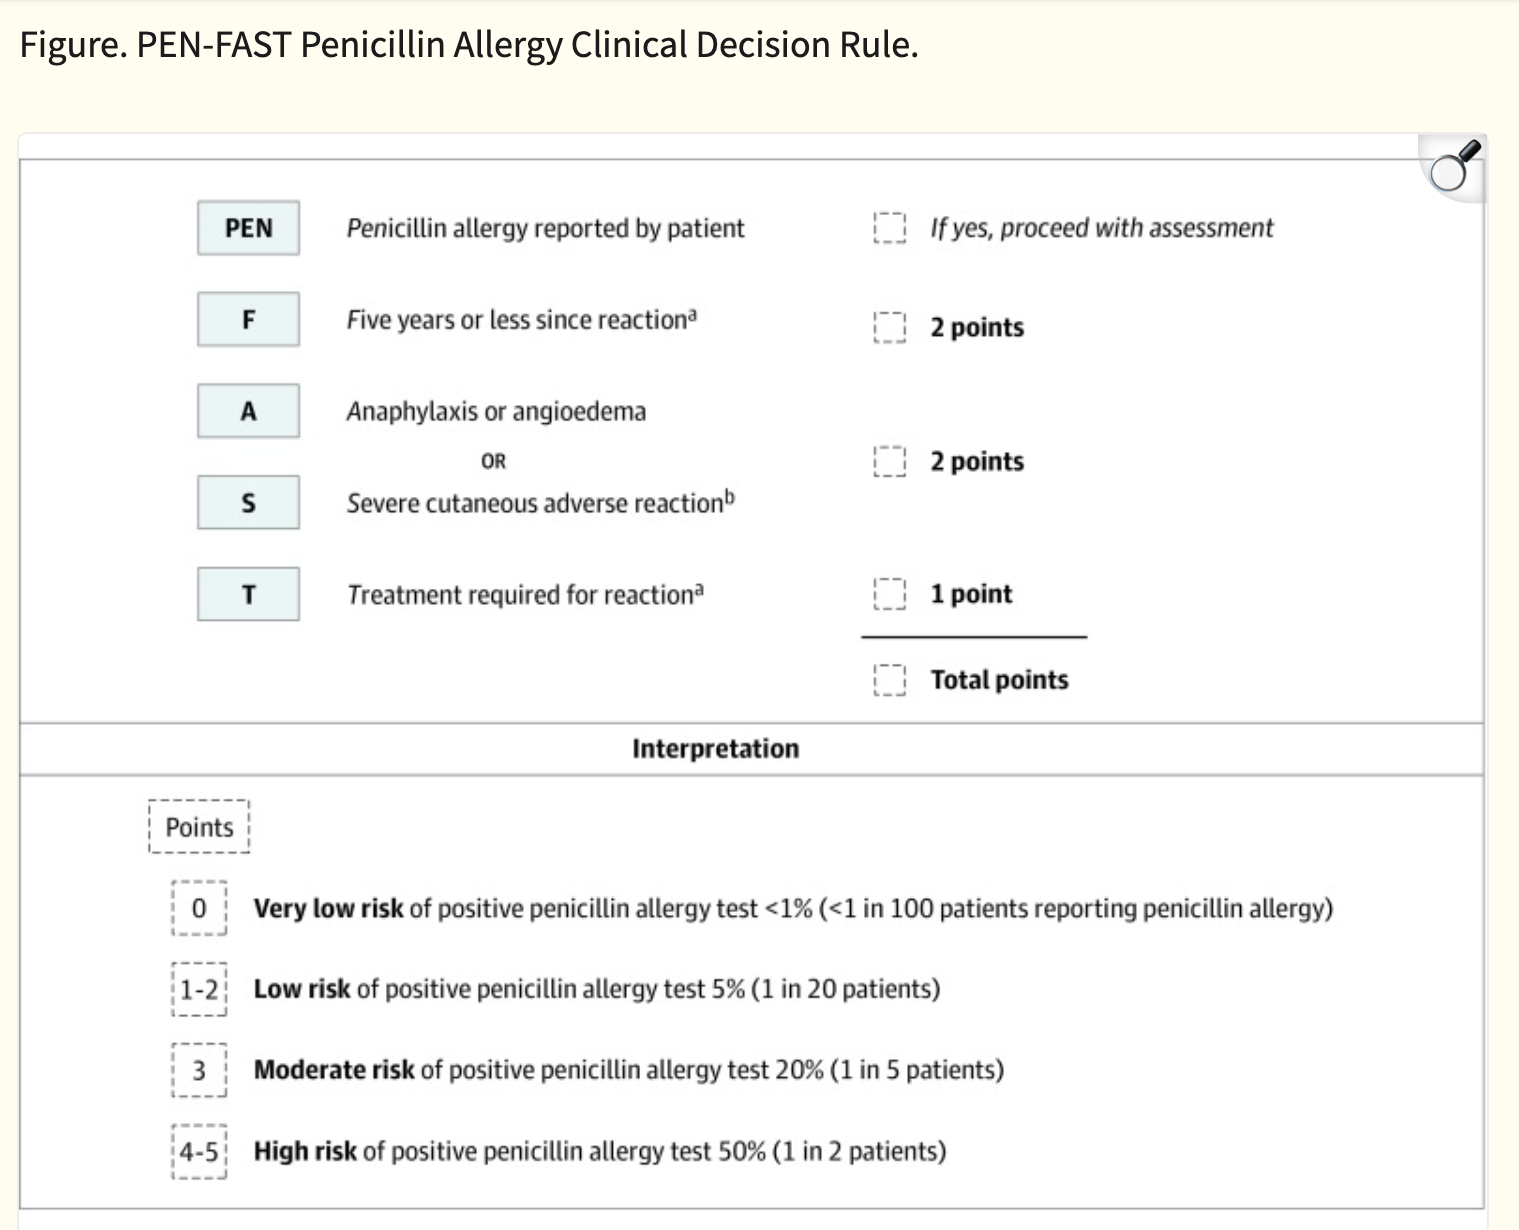 Figure. PEN-FAST Penicillin Allergy Clinical Decision Rule.
PEN Penicillin allergy reported by patient If yes, proceed with assessment
F Five years or less since reactionᵃ 2 points
A Anaphylaxis or angioedema
OR 2 points
S Severe cutaneous adverse reactionᵇ
T Treatment required for reactionᵃ 1 point
Total points
Interpretation
Points
0 Very low risk of positive penicillin allergy test <1% (<1 in 100 patients reporting penicillin allergy)
1-2 Low risk of positive penicillin allergy test 5% (1 in 20 patients)
3 Moderate risk of positive penicillin allergy test 20% (1 in 5 patients)
4-5 High risk of positive penicillin allergy test 50% (1 in 2 patients)